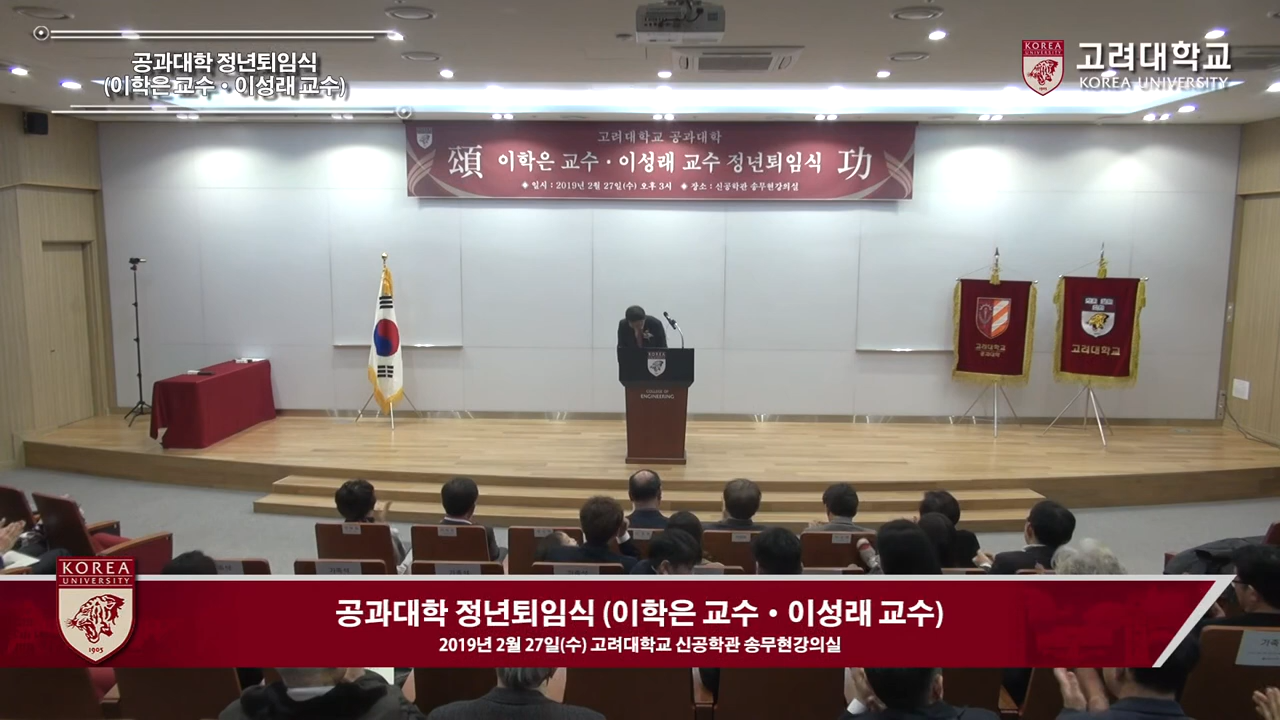 공과대학 정년퇴임식
(이학은 교수 • 이성래 교수)
KOREA
UNIVERSITY
1905
고려대학교
KOREA UNIVERSITY
고려대학교 공과대학
頌 이학은 교수 • 이성래 교수 정년퇴임식 功
◈ 일시 : 2019년 2월 27일(수) 오후 3시 ◈ 장소 : 신공학관 송무현강의실
고려대학교
공과대학
고려대학교
KOREA
COLLEGE OF
ENGINEERING
가족석
KOREA
UNIVERSITY
1905
공과대학 정년퇴임식 (이학은 교수 • 이성래 교수)
2019년 2월 27일(수) 고려대학교 신공학관 송무현강의실